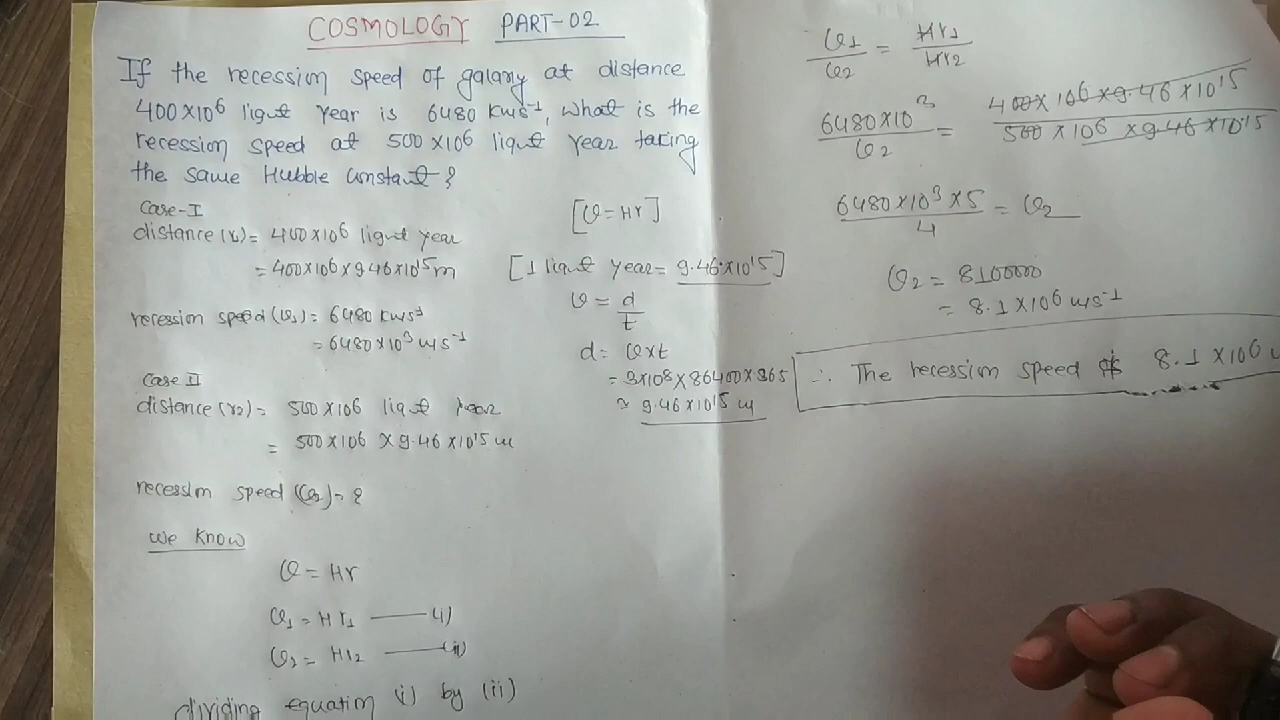 COSMOLOGY PART-02
If the recession speed of galaxy at distance
400×10⁶ light year is 6480 kms⁻¹, what is the
recession speed at 500×10⁶ light year taking
the same Hubble constant?
Case-I
distance (r₁) = 400×10⁶ light year
= 400×10⁶×9.46×10¹⁵m
recession speed (v₁) = 6480 kms⁻¹
= 6480×10³ms⁻¹
Case II
distance (r₂) = 500×10⁶ light year
= 500×10⁶ ×9.46×10¹⁵m
recession speed (v₂) = ?
We know
v = Hr
v₁ = Hr₁ —— (i)
v₂ = Hr₂ —— (ii)
dividing equation (i) by (ii)
[v = Hr]
[1 light year = 9.46×10¹⁵]
v = d/t
d = v×t
= 3×10⁸×86400×365
≈ 9.46×10¹⁵ m
v₁/v₂ = Hr₁/Hr₂
6480×10³/v₂ = 400×10⁶×9.46×10¹⁵/500×10⁶×9.46×10¹⁵
6480×10³×5/4 = v₂
v₂ = 8100000
= 8.1×10⁶ms⁻¹
∴ The recession speed is 8.1×10⁶